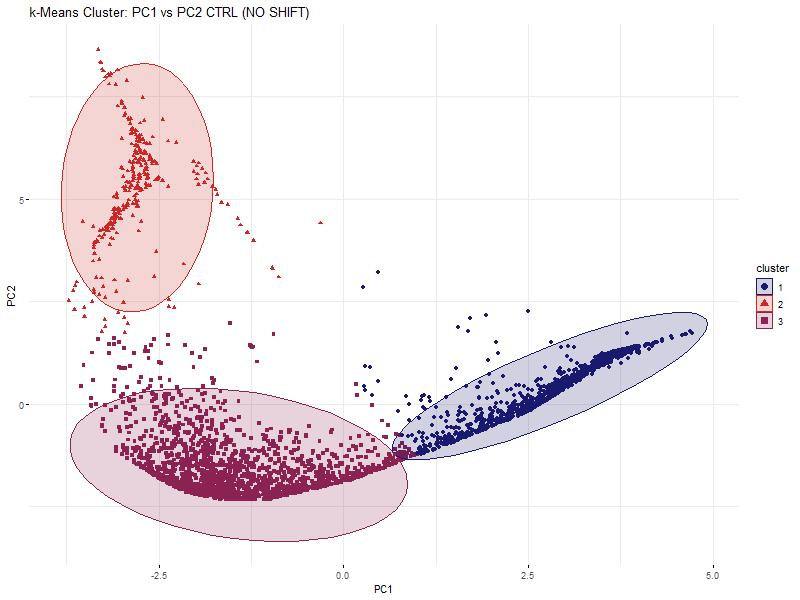 k-Means Cluster: PC1 vs PC2 CTRL (NO SHIFT)
PC2
5
0
-2.5
0.0
2.5
5.0
PC1
cluster
1
2
3